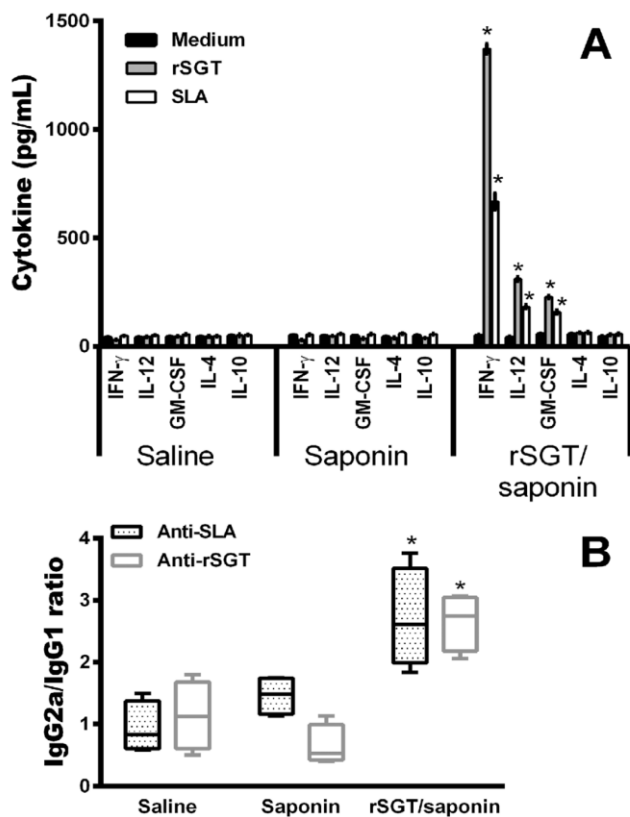 A
Medium
rSGT
SLA
Cytokine (pg/mL)
1500
1000
500
0
* * * * * *
IFN-γ IL-12 GM-CSF IL-4 IL-10 IFN-γ IL-12 GM-CSF IL-4 IL-10 IFN-γ IL-12 GM-CSF IL-4 IL-10
Saline Saponin rSGT/
saponin
B
Anti-SLA
Anti-rSGT
IgG2a/IgG1 ratio
4
3
2
1
0
* *
Saline Saponin rSGT/saponin